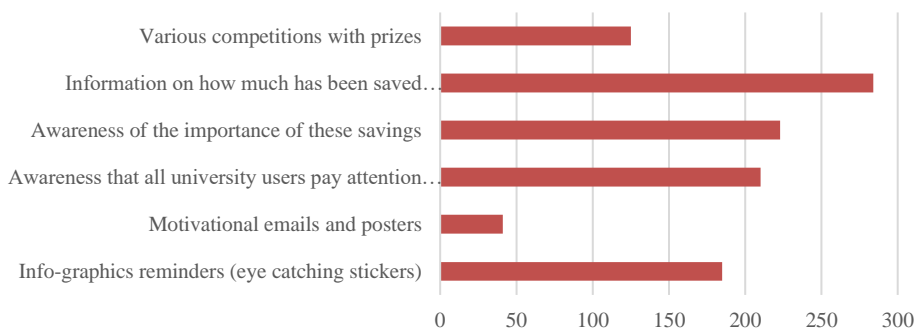 Various competitions with prizes
Information on how much has been saved…
Awareness of the importance of these savings
Awareness that all university users pay attention…
Motivational emails and posters
Info-graphics reminders (eye catching stickers)
0 50 100 150 200 250 300